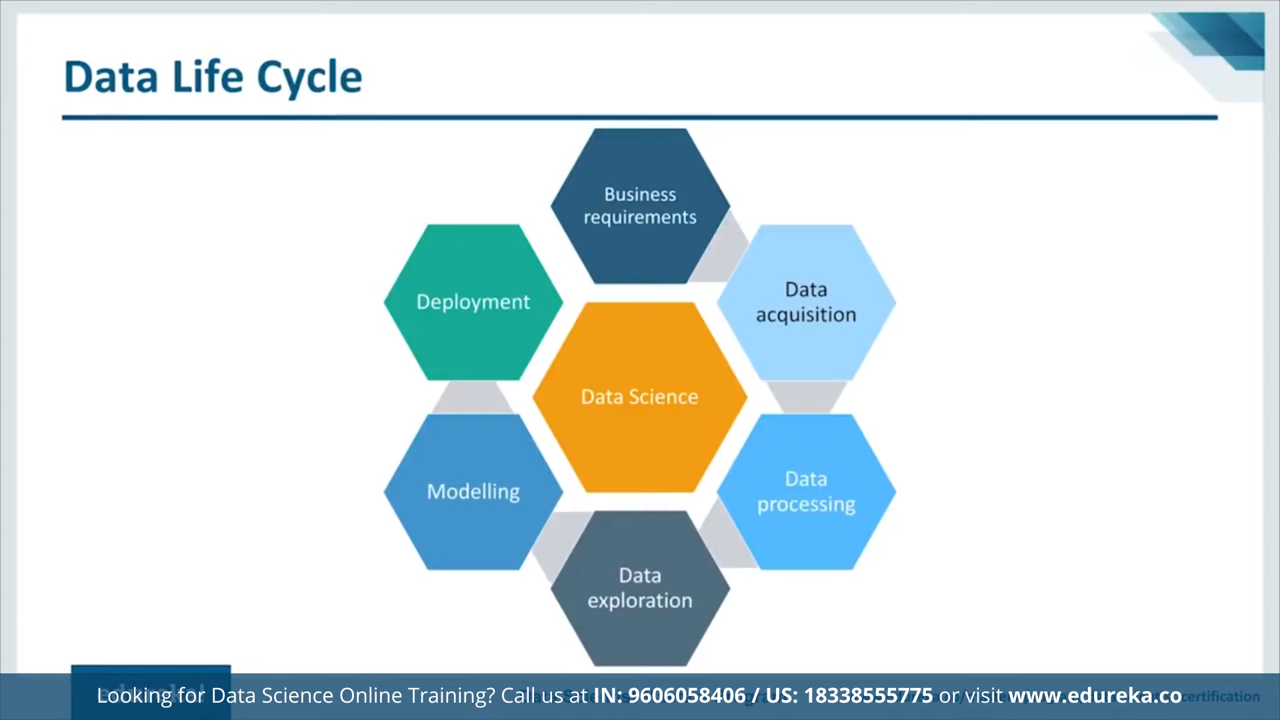 Data Life Cycle
Business
requirements
Data
acquisition
Data
processing
Data
exploration
Modelling
Deployment
Data Science
Looking for Data Science Online Training? Call us at IN: 9606058406 / US: 18338555775 or visit www.edureka.co
certification